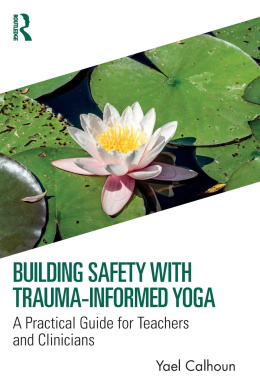 R
ROUTLEDGE
BUILDING SAFETY WITH
TRAUMA-INFORMED YOGA
A Practical Guide for Teachers
and Clinicians
Yael Calhoun